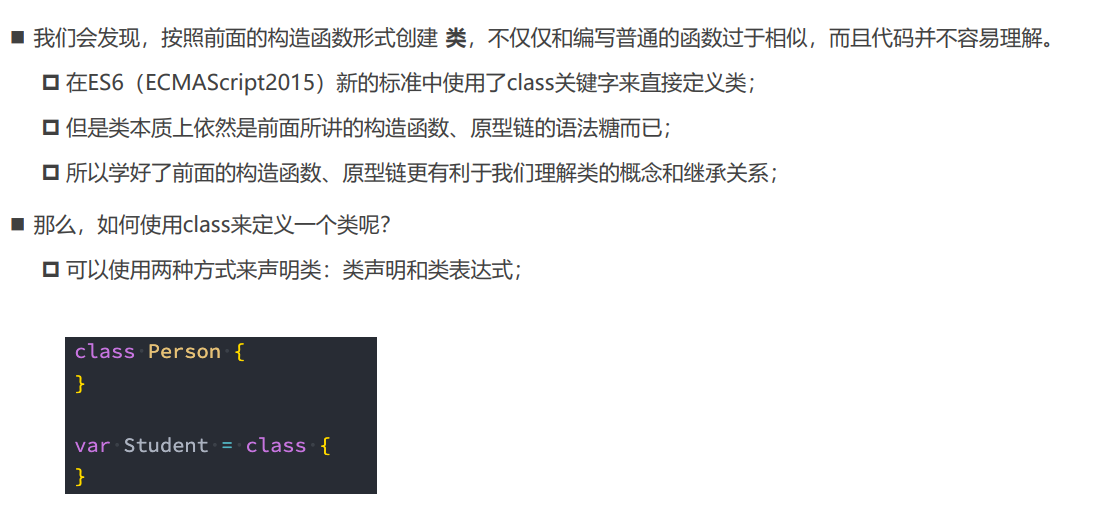 我们会发现，按照前面的构造函数形式创建 类，不仅仅和编写普通的函数过于相似，而且代码并不容易理解。
在ES6（ECMAScript2015）新的标准中使用了class关键字来直接定义类；
但是类本质上依然是前面所讲的构造函数、原型链的语法糖而已；
所以学好了前面的构造函数、原型链更有利于我们理解类的概念和继承关系；
那么，如何使用class来定义一个类呢？
可以使用两种方式来声明类：类声明和类表达式；
class Person {
}
var Student = class {
}